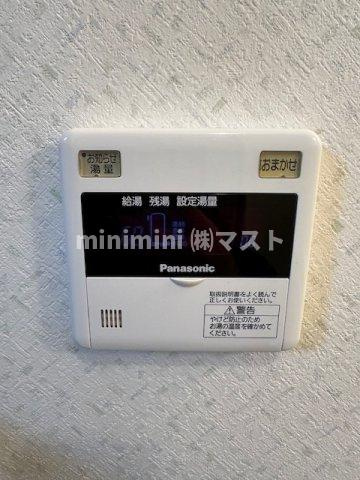 お知らせ
湯量
おまかせ
給湯 残湯 設定湯量
minimini ㈱マスト
Panasonic
取扱説明書をよく読んで
正しくお使いください。
警告
やけど防止のため
お湯の温度を確かめて
ください。